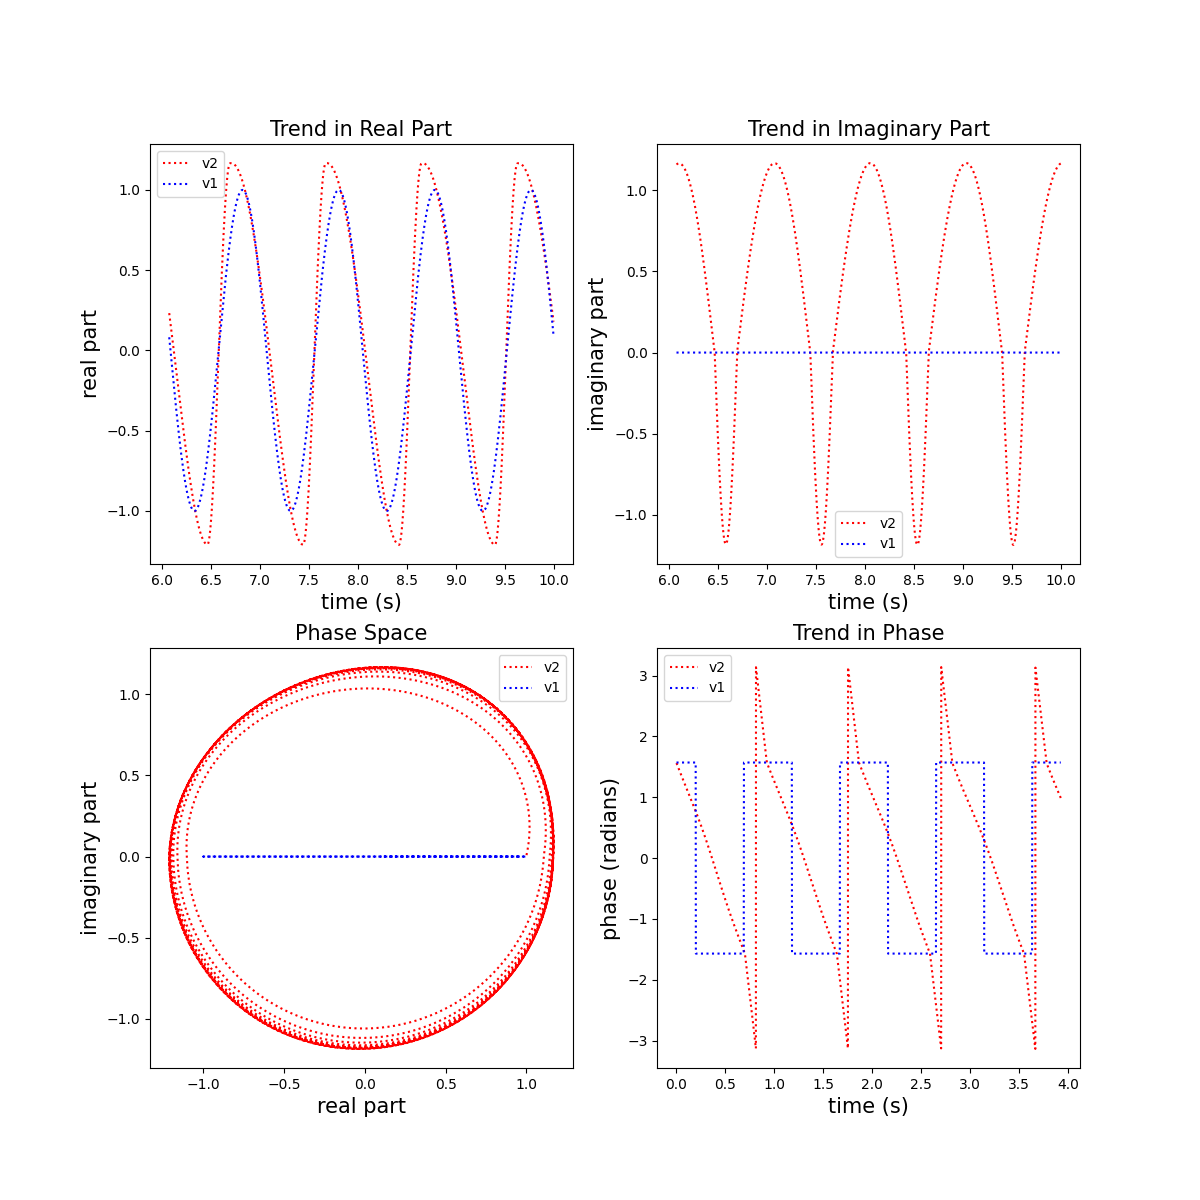 Trend in Real Part
v2
v1
1.0
0.5
0.0
−0.5
−1.0
real part
6.0 6.5 7.0 7.5 8.0 8.5 9.0 9.5 10.0
time (s)
Trend in Imaginary Part
1.0
0.5
0.0
−0.5
−1.0
imaginary part
v2
v1
6.0 6.5 7.0 7.5 8.0 8.5 9.0 9.5 10.0
time (s)
Phase Space
v2
v1
1.0
0.5
0.0
−0.5
−1.0
imaginary part
−1.0 −0.5 0.0 0.5 1.0
real part
Trend in Phase
v2
v1
3
2
1
0
−1
−2
−3
phase (radians)
0.0 0.5 1.0 1.5 2.0 2.5 3.0 3.5 4.0
time (s)